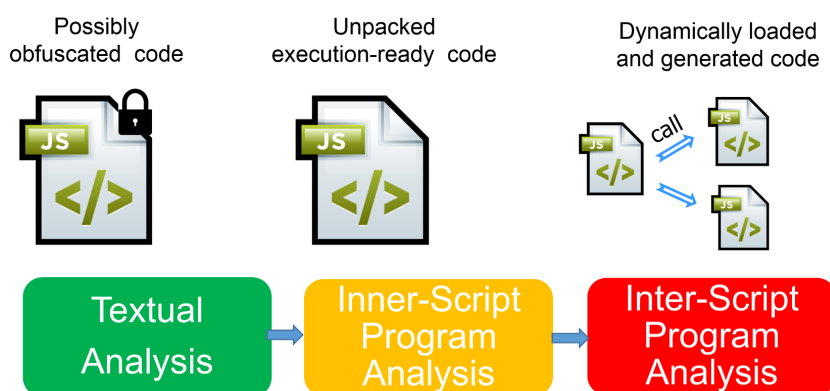 Possibly
obfuscated code
Unpacked
execution-ready code
Dynamically loaded
and generated code
JS
</>
JS
</>
JS
</>
call
JS
</>
JS
</>
Textual
Analysis
Inner-Script
Program
Analysis
Inter-Script
Program
Analysis